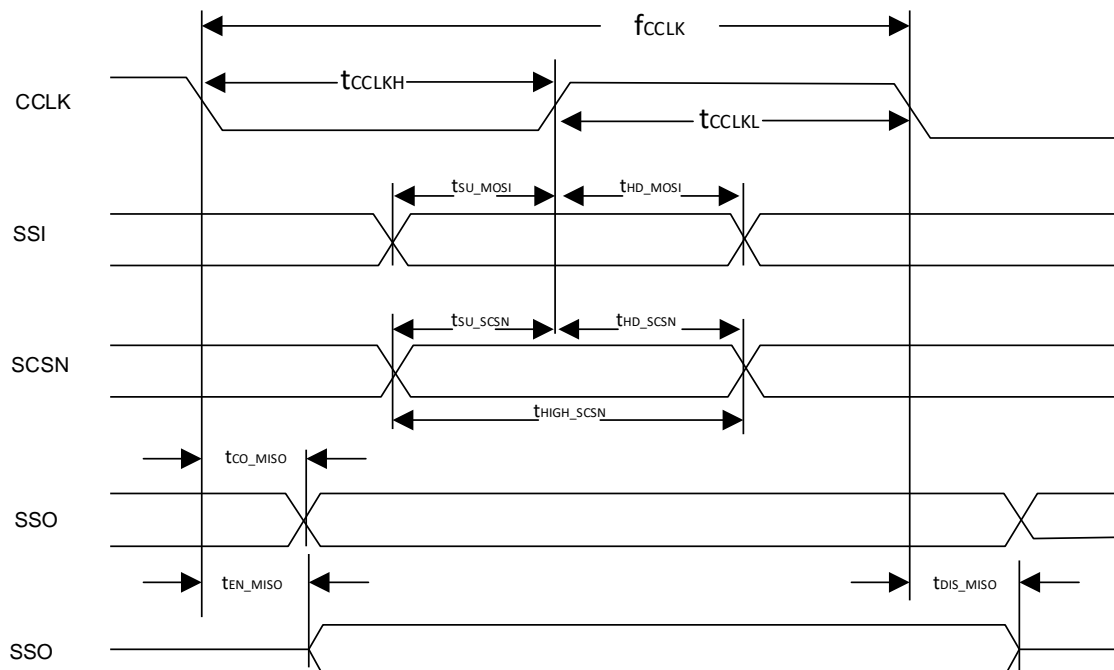 fCCLK
tCCLKH
CCLK
tCCLKL
tSU_MOSI
tHD_MOSI
SSI
tSU_SCSN
tHD_SCSN
SCSN
tHIGH_SCSN
tCO_MISO
SSO
tEN_MISO
tDIS_MISO
SSO